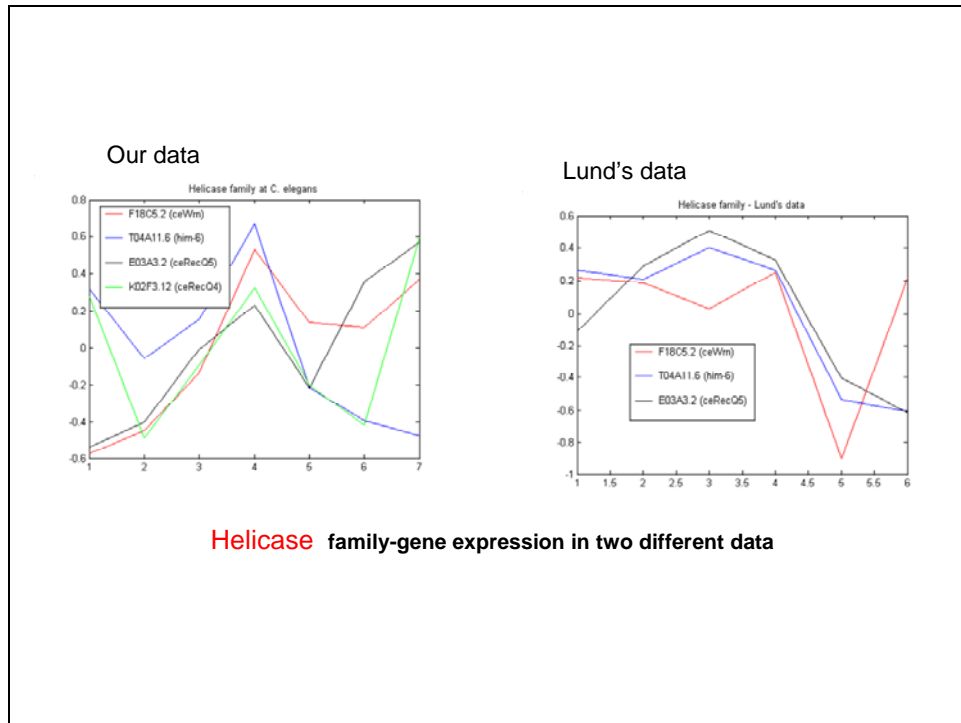 Our data
Helicase family at C. elegans
0.8
0.6
0.4
0.2
0
-0.2
-0.4
-0.6
1
2
3
4
5
6
7
F18C5.2 (ceWrn)
T04A11.6 (him-6)
E03A3.2 (ceRecQ5)
K02F3.12 (ceRecQ4)
Lund's data
Helicase family - Lund's data
0.6
0.4
0.2
0
-0.2
-0.4
-0.6
-0.8
-1
1
1.5
2
2.5
3
3.5
4
4.5
5
5.5
6
F18C5.2 (ceWrn)
T04A11.6 (him-6)
E03A3.2 (ceRecQ5)
Helicase family-gene expression in two different data